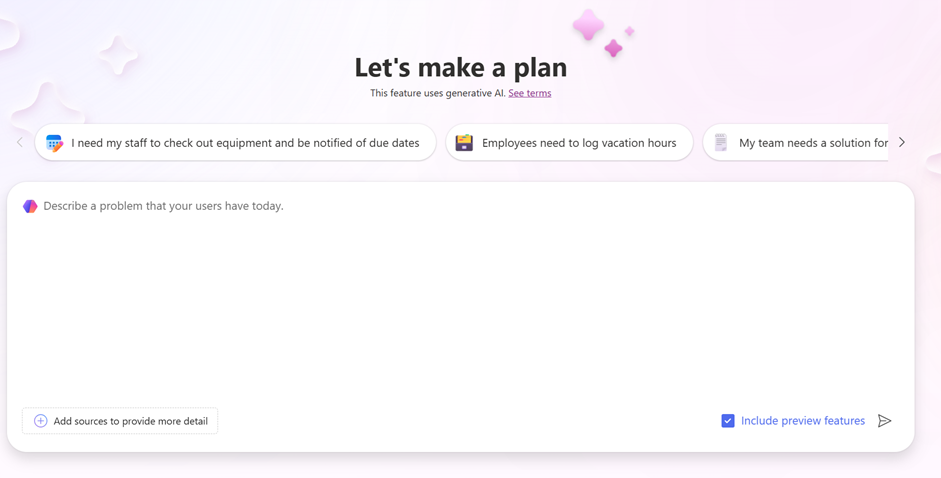 Let's make a plan
This feature uses generative AI. See terms
I need my staff to check out equipment and be notified of due dates
Employees need to log vacation hours
My team needs a solution for
Describe a problem that your users have today.
Add sources to provide more detail
Include preview features